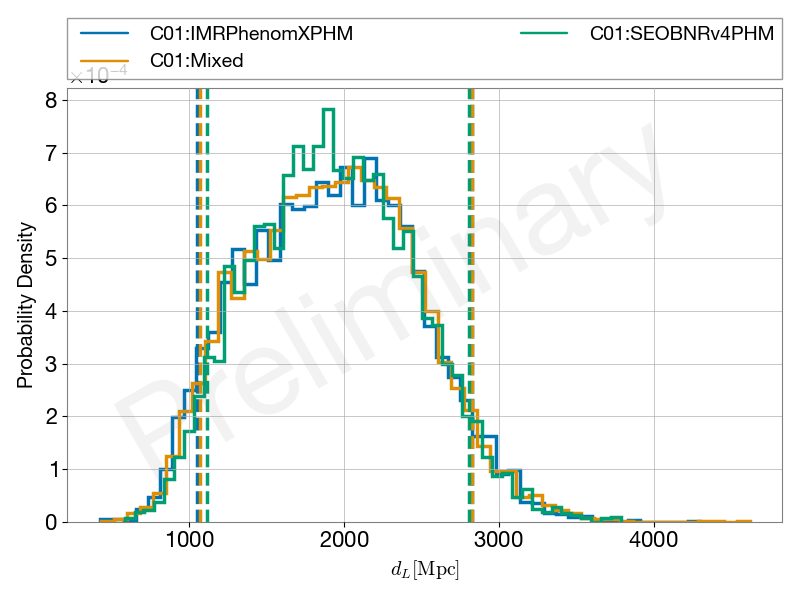 C01:IMRPhenomXPHM
C01:SEOBNRv4PHM
C01:Mixed
×10⁻⁴
8
7
6
5
4
3
2
1
0
Probability Density
Preliminary
1000
2000
3000
4000
d_L[Mpc]